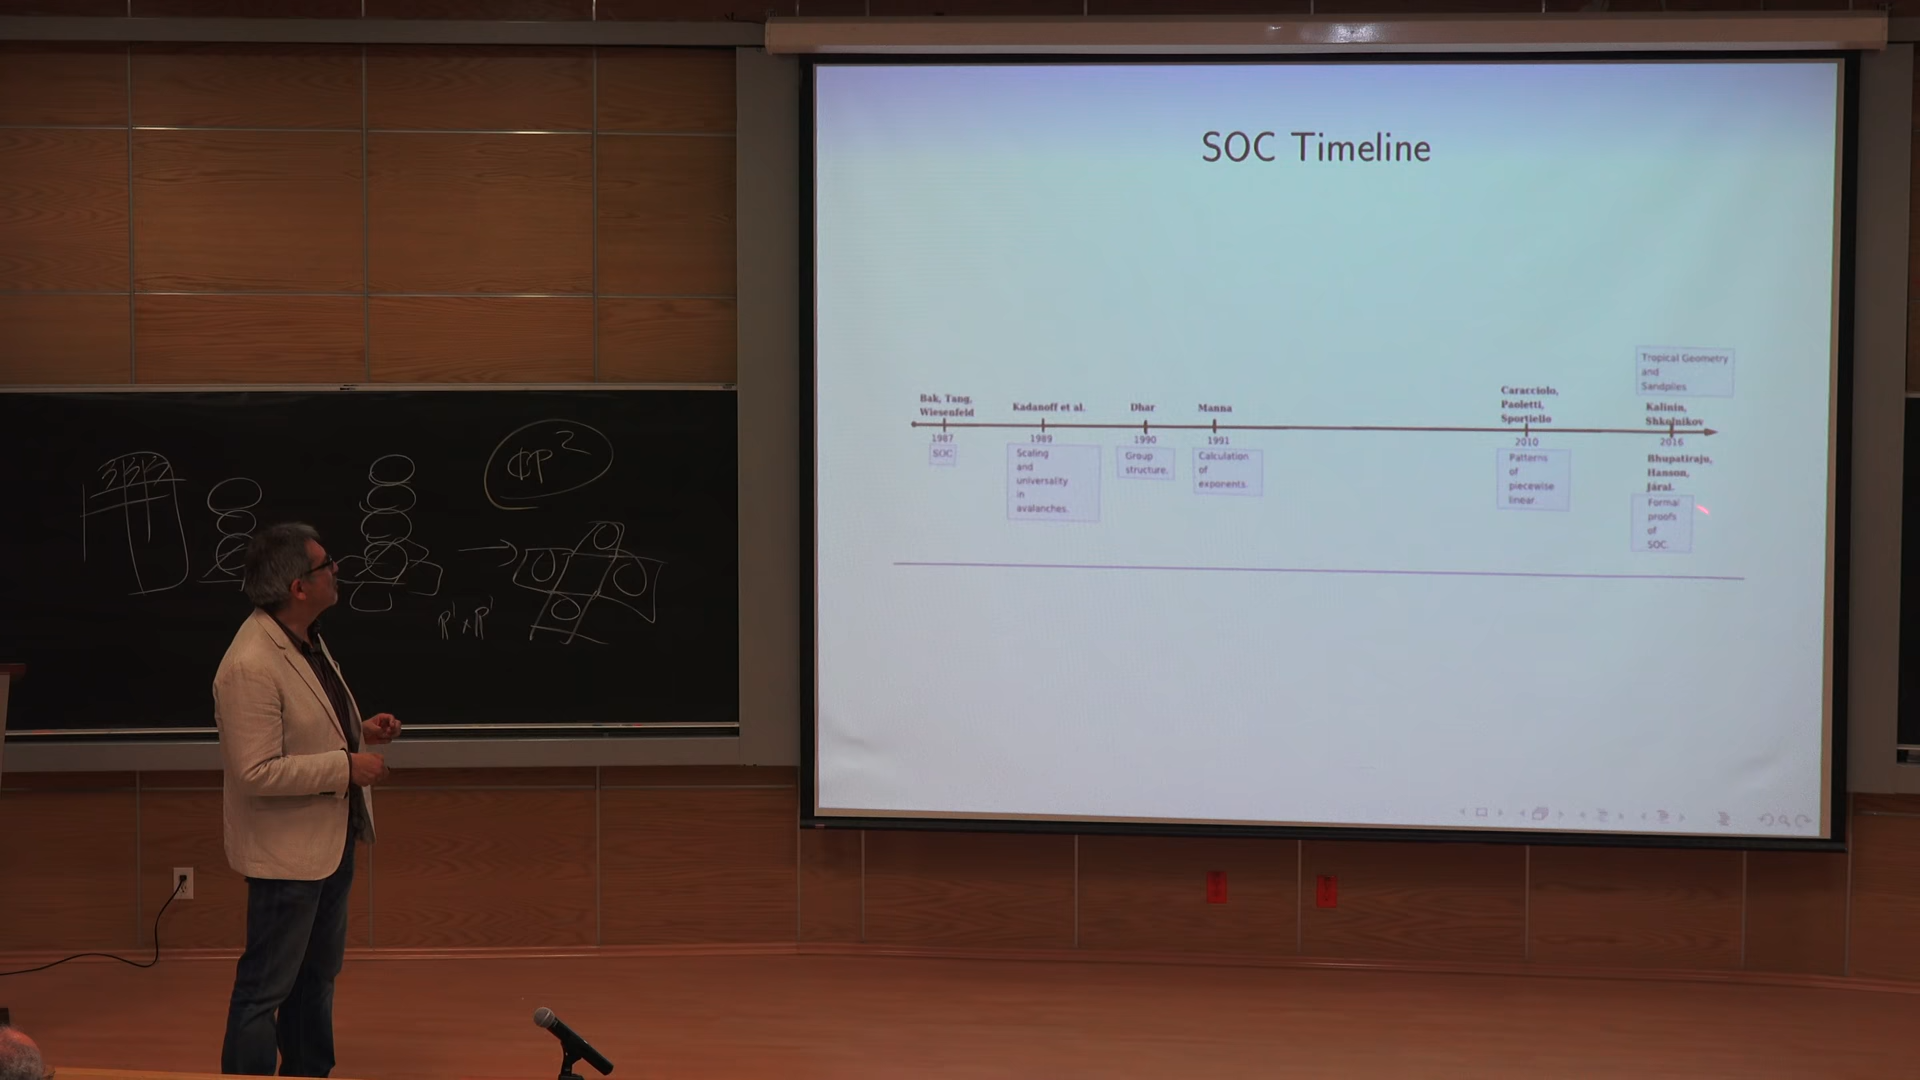 SOC Timeline
Tropical Geometry
and
Sandpiles
Bak, Tang,
Wiesenfeld
Kadanoff et al.
Dhar
Manna
Caracciolo,
Paoletti,
Sportiello
Kalinin,
Shkolnikov
1987
1989
1990
1991
2010
2016
SOC
Scaling
and
universality
in
avalanches.
Group
structure.
Calculation
of
exponents.
Patterns
of
piecewise
linear.
Bhupatiraju,
Hanson,
Járai.
Formal
proofs
of
SOC.
ℂP²
P¹ × P¹